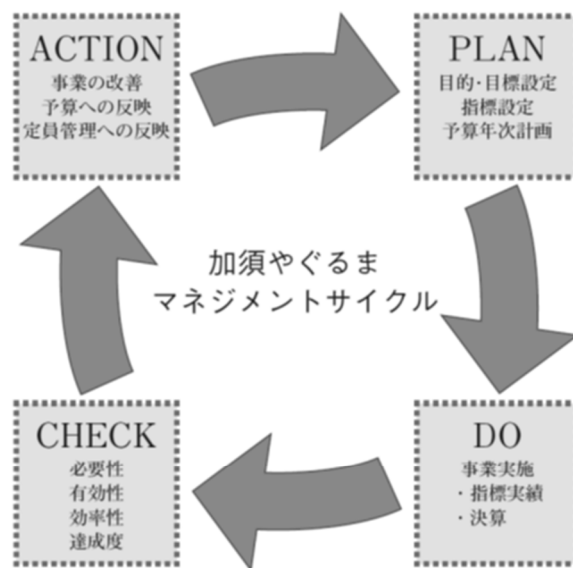 ACTION
事業の改善
予算への反映
定員管理への反映
PLAN
目的・目標設定
指標設定
予算年次計画
加須やぐるま
マネジメントサイクル
CHECK
必要性
有効性
効率性
達成度
DO
事業実施
・指標実績
・決算